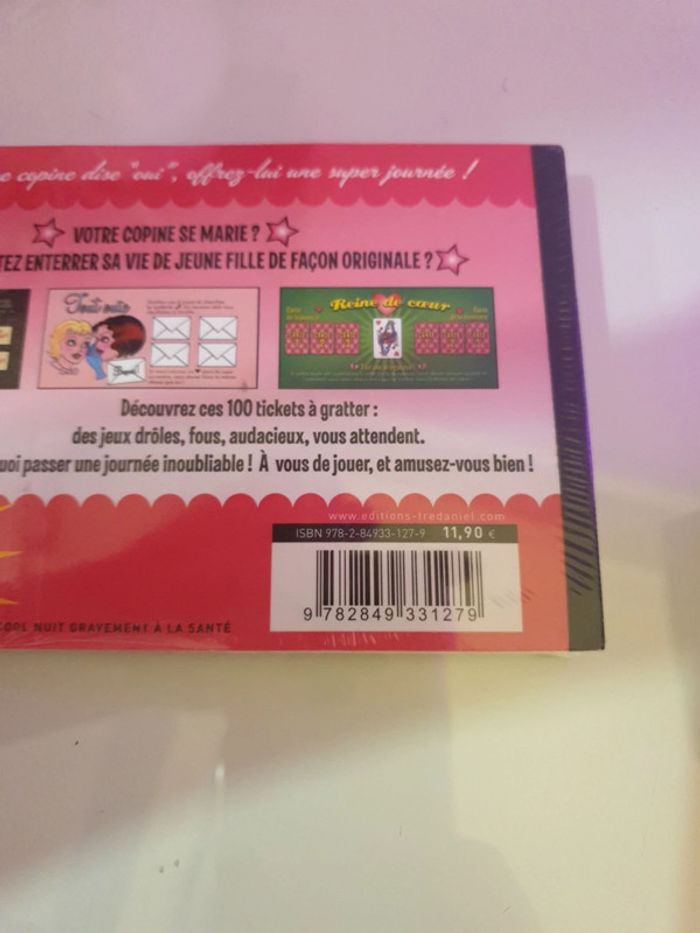 copine dise "oui", offrez-lui une super journée !
VOTRE COPINE SE MARIE ?
TEZ ENTERRER SA VIE DE JEUNE FILLE DE FAÇON ORIGINALE ?
Tout ouïe
Reine de cœur
Découvrez ces 100 tickets à gratter :
des jeux drôles, fous, audacieux, vous attendent.
uoi passer une journée inoubliable ! À vous de jouer, et amusez-vous bien !
www.editions-tredaniel.com
ISBN 978-2-84933-127-9 11,90 €
9 782849 331279
COOL NUIT GRAVEMENT À LA SANTÉ